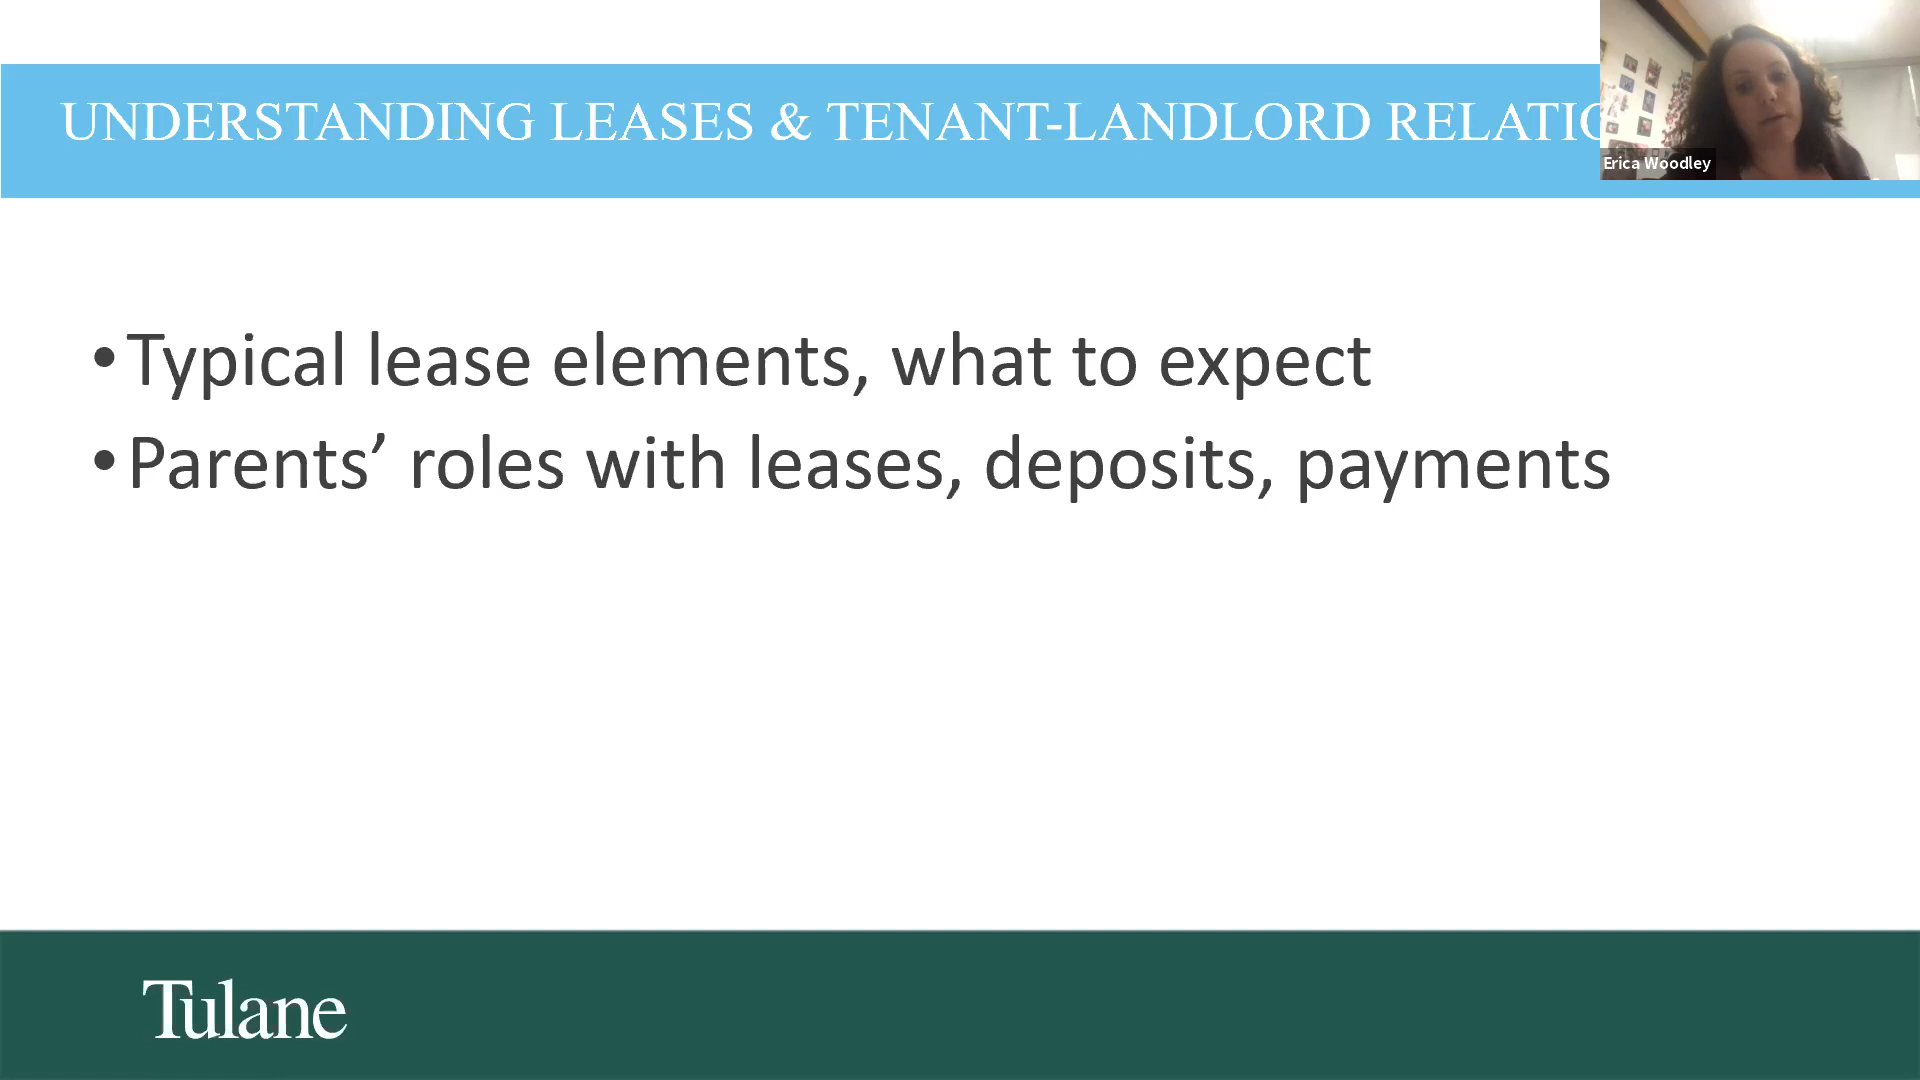 UNDERSTANDING LEASES & TENANT-LANDLORD RELATIO
Erica Woodley
• Typical lease elements, what to expect
• Parents’ roles with leases, deposits, payments
Tulane